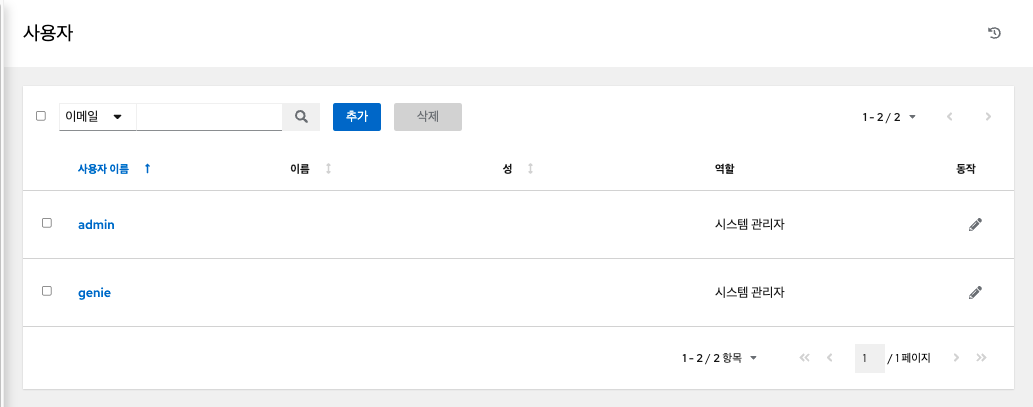 사용자
이메일 추가 삭제 1 - 2 / 2
사용자 이름 이름 성 역할 동작
admin 시스템 관리자
genie 시스템 관리자
1 - 2 / 2 항목 1 / 1 페이지